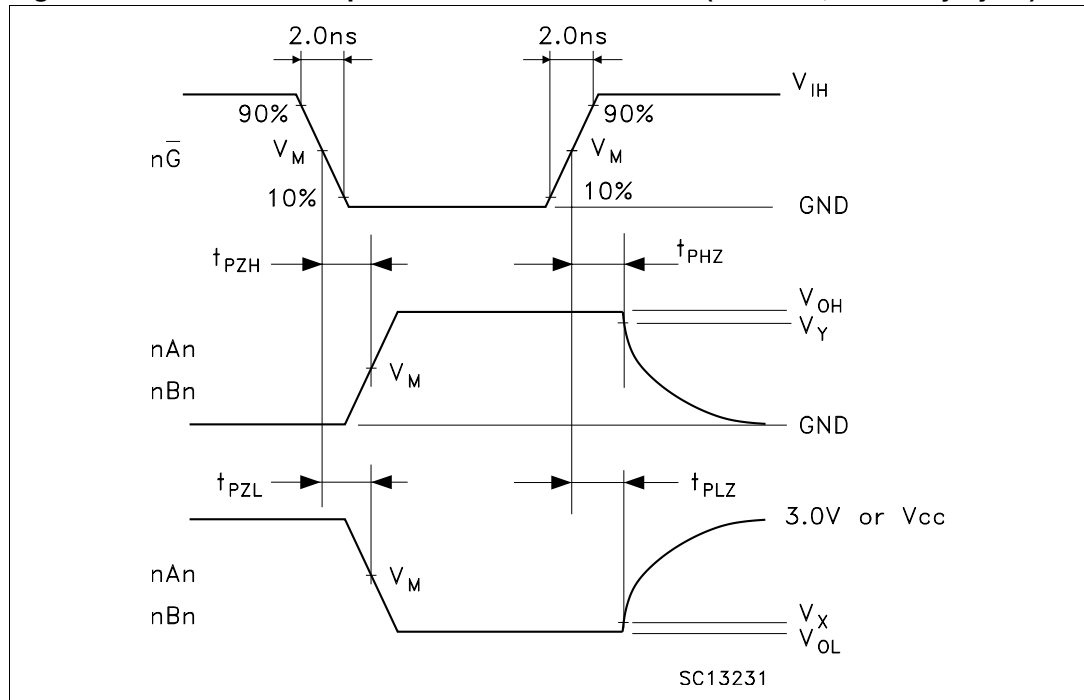 2.0ns 2.0ns
V_IH
90% 90%
nG̅ V_M V_M
10% 10%
GND
t_PZH t_PHZ
V_OH
V_Y
nAn
V_M
nBn
GND
t_PZL t_PLZ
3.0V or Vcc
nAn V_M
nBn V_X
V_OL
SC13231